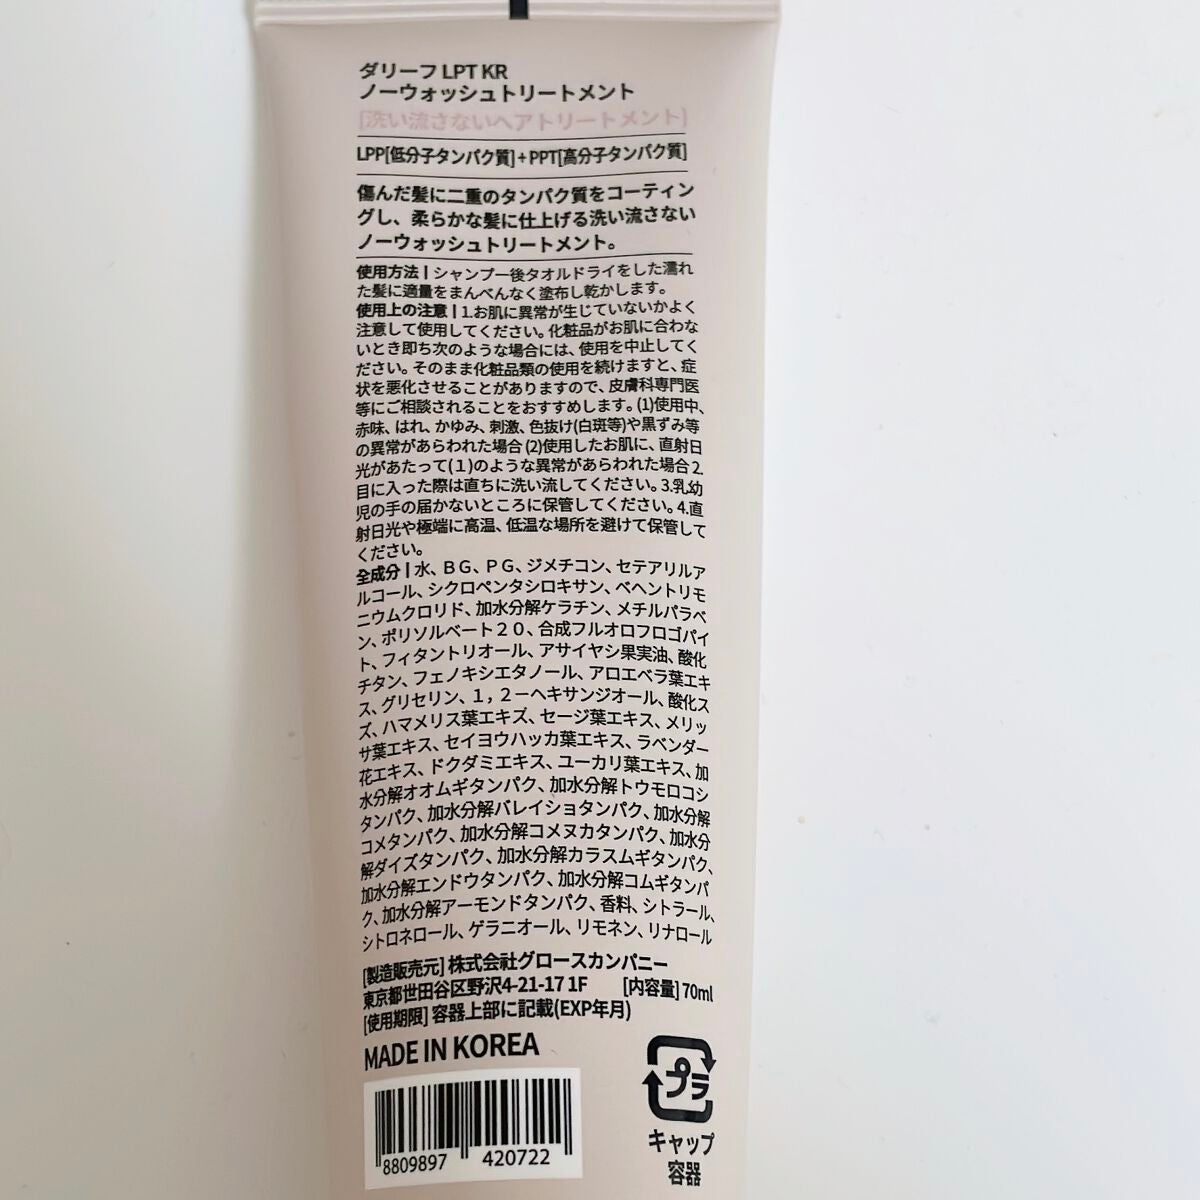 ダリーフ LPT KR
ノーウォッシュトリートメント
[洗い流さないヘアトリートメント]
LPP[低分子タンパク質]+PPT[高分子タンパク質]
傷んだ髪に二重のタンパク質をコーティン
グし、柔らかな髪に仕上げる洗い流さない
ノーウォッシュトリートメント。
使用方法 | シャンプー後タオルドライをした濡れ
た髪に適量をまんべんなく塗布し乾かします。
使用上の注意 | 1.お肌に異常が生じていないかよく
注意して使用してください。化粧品がお肌に合わな
いとき即ち次のような場合には、使用を中止してく
ださい。そのまま化粧品類の使用を続けますと、症
状を悪化させることがありますので、皮膚科専門医
等にご相談されることをおすすめします。(1)使用中、
赤味、はれ、かゆみ、刺激、色抜け(白斑等)や黒ずみ等
の異常があらわれた場合 (2)使用したお肌に、直射日
光があたって(1)のような異常があらわれた場合 2.
目に入った際は直ちに洗い流してください。3.乳幼
児の手の届かないところに保管してください。4.直
射日光や極端に高温、低温な場所を避けて保管して
ください。
全成分 | 水、BG、PG、ジメチコン、セテアリルア
ルコール、シクロペンタシロキサン、ベヘントリモ
ニウムクロリド、加水分解ケラチン、メチルパラベ
ン、ポリソルベート20、合成フルオロフロゴパイ
ト、フィタントリオール、アサイヤシ果実油、酸化
チタン、フェノキシエタノール、アロエベラ葉エキ
ス、グリセリン、1,2-ヘキサンジオール、酸化ス
ズ、ハマメリス葉エキズ、セージ葉エキス、メリッ
サ葉エキス、セイヨウハッカ葉エキス、ラベンダー
花エキス、ドクダミエキス、ユーカリ葉エキス、加
水分解オオムギタンパク、加水分解トウモロコシ
タンパク、加水分解バレイショタンパク、加水分解
コメタンパク、加水分解コメヌカタンパク、加水分
解ダイズタンパク、加水分解カラスムギタンパク、
加水分解エンドウタンパク、加水分解コムギタンパ
ク、加水分解アーモンドタンパク、香料、シトラール、
シトロネロール、ゲラニオール、リモネン、リナロール
[製造販売元] 株式会社グロースカンパニー
東京都世田谷区野沢4-21-17 1F [内容量] 70ml
[使用期限] 容器上部に記載(EXP年月)
MADE IN KOREA
プラ
キャップ
容器
8809897 420722